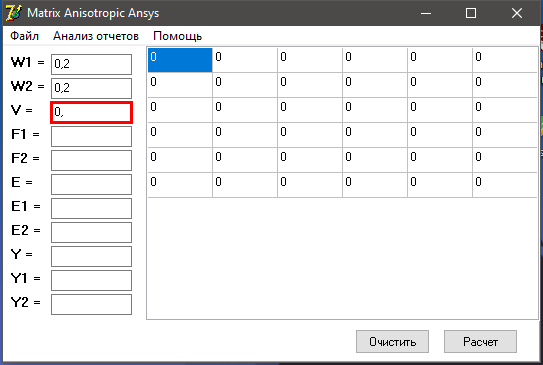 Matrix Anisotropic Ansys
Файл Анализ отчетов Помощь
W1 = 0,2
W2 = 0,2
V = 0,
F1 =
F2 =
E =
E1 =
E2 =
Y =
Y1 =
Y2 =
0 0 0 0 0 0
0 0 0 0 0 0
0 0 0 0 0 0
0 0 0 0 0 0
0 0 0 0 0 0
0 0 0 0 0 0
Очистить Расчет